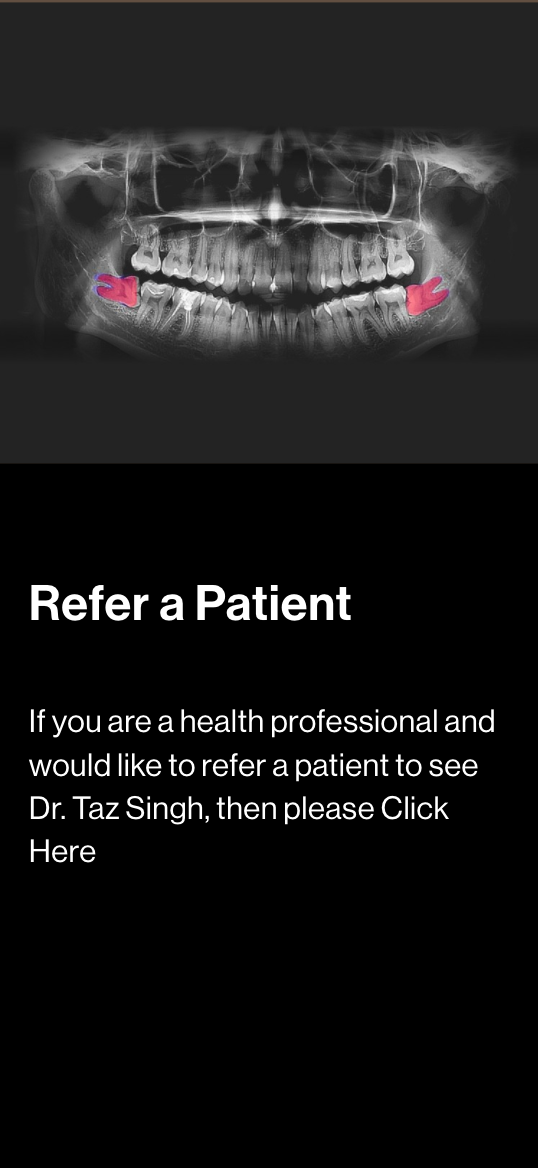 Refer a Patient
If you are a health professional and
would like to refer a patient to see
Dr. Taz Singh, then please Click
Here